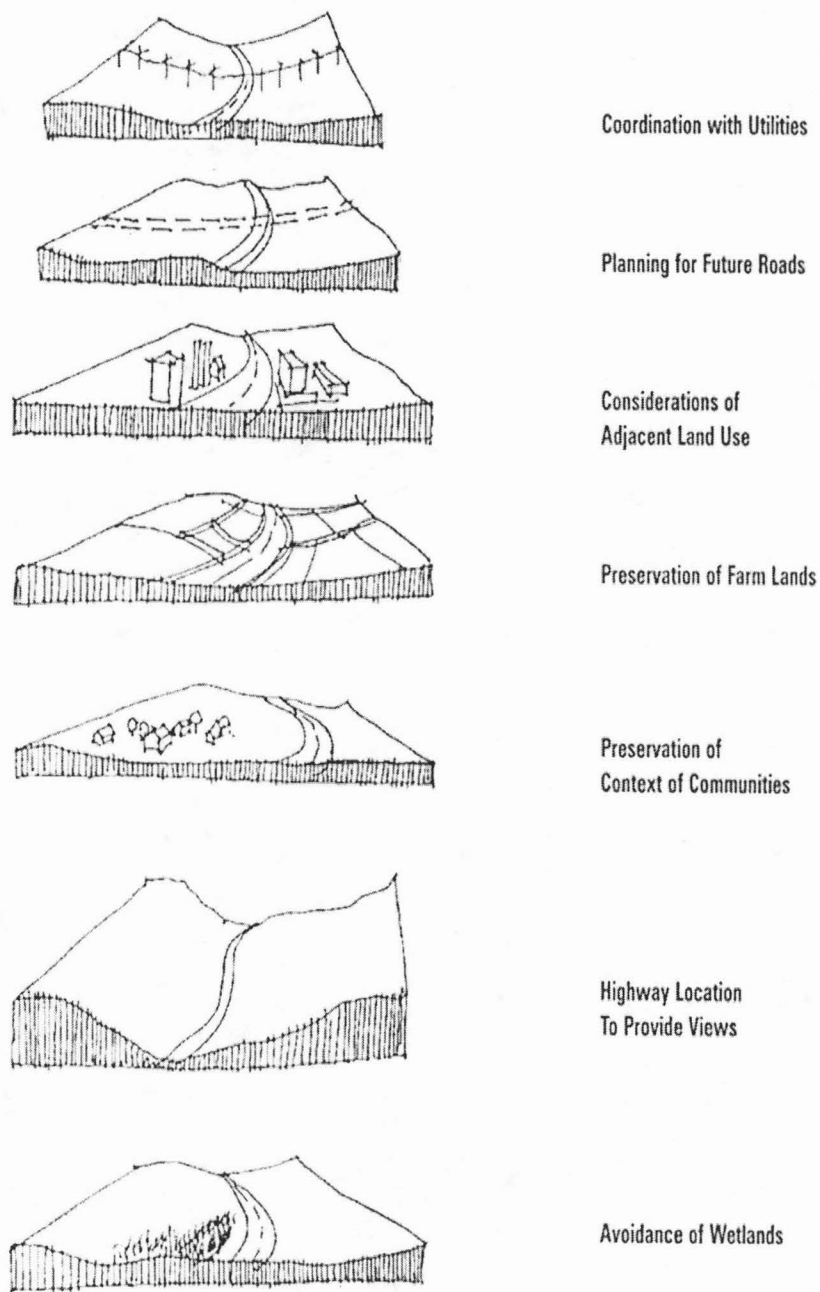 Coordination with Utilities
Planning for Future Roads
Considerations of
Adjacent Land Use
Preservation of Farm Lands
Preservation of
Context of Communities
Highway Location
To Provide Views
Avoidance of Wetlands